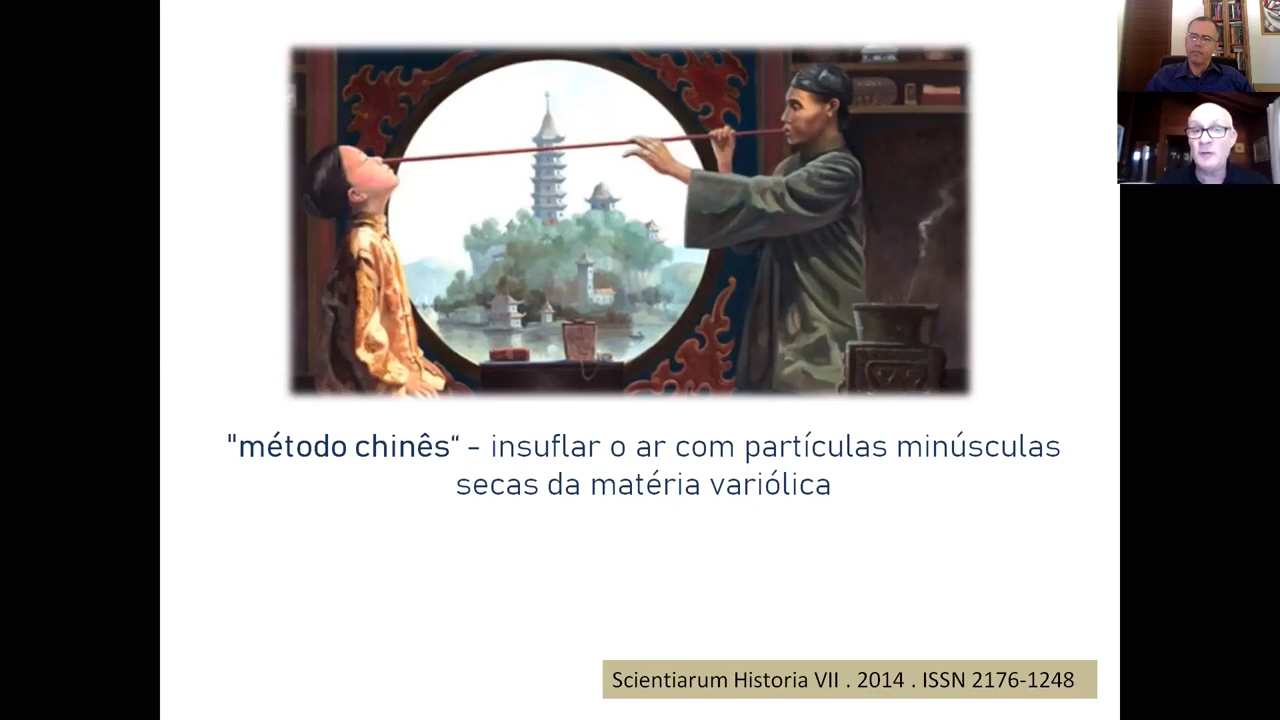 "método chinês“ - insuflar o ar com partículas minúsculas
secas da matéria variólica
Scientiarum Historia VII . 2014 . ISSN 2176-1248